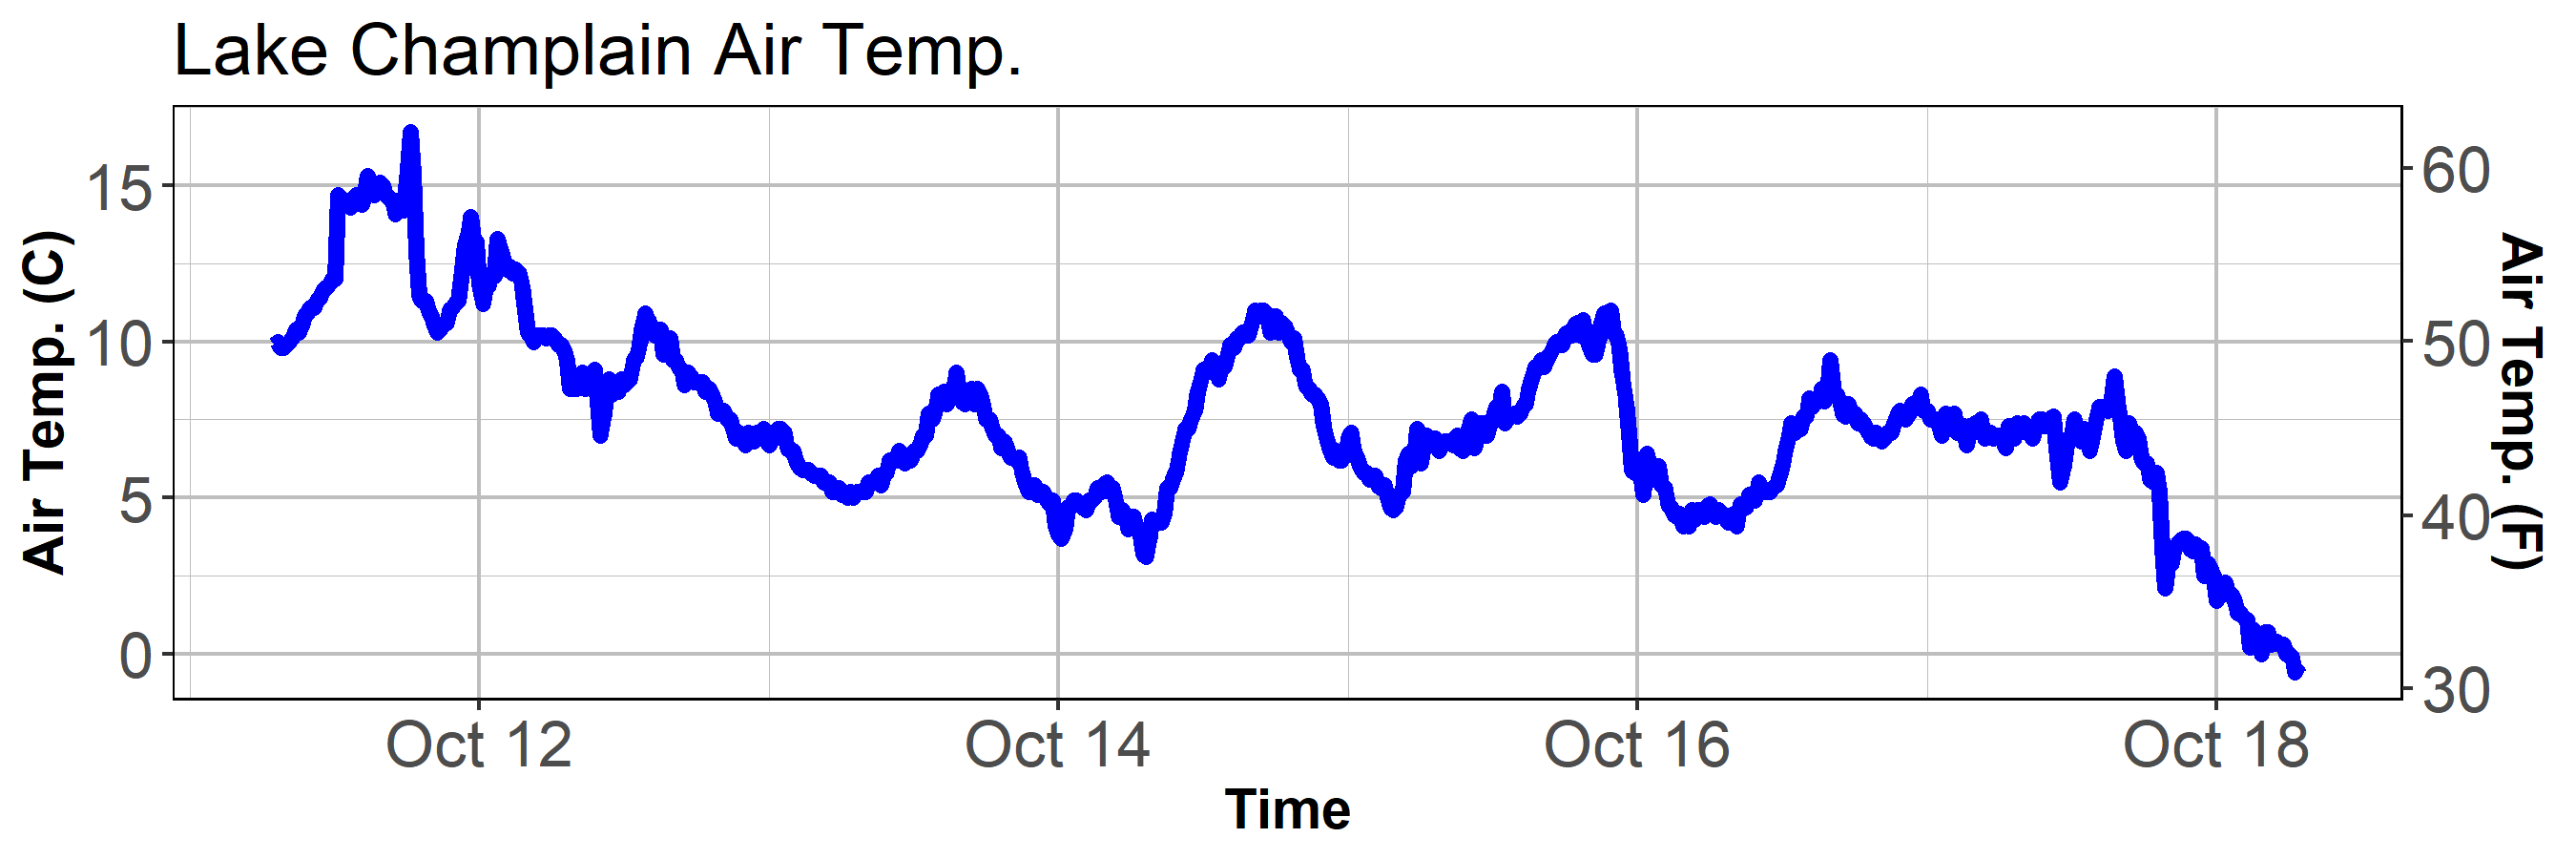 Lake Champlain Air Temp.
Air Temp. (C)
15
10
5
0
60
50
40
30
Air Temp. (F)
Oct 12
Oct 14
Oct 16
Oct 18
Time